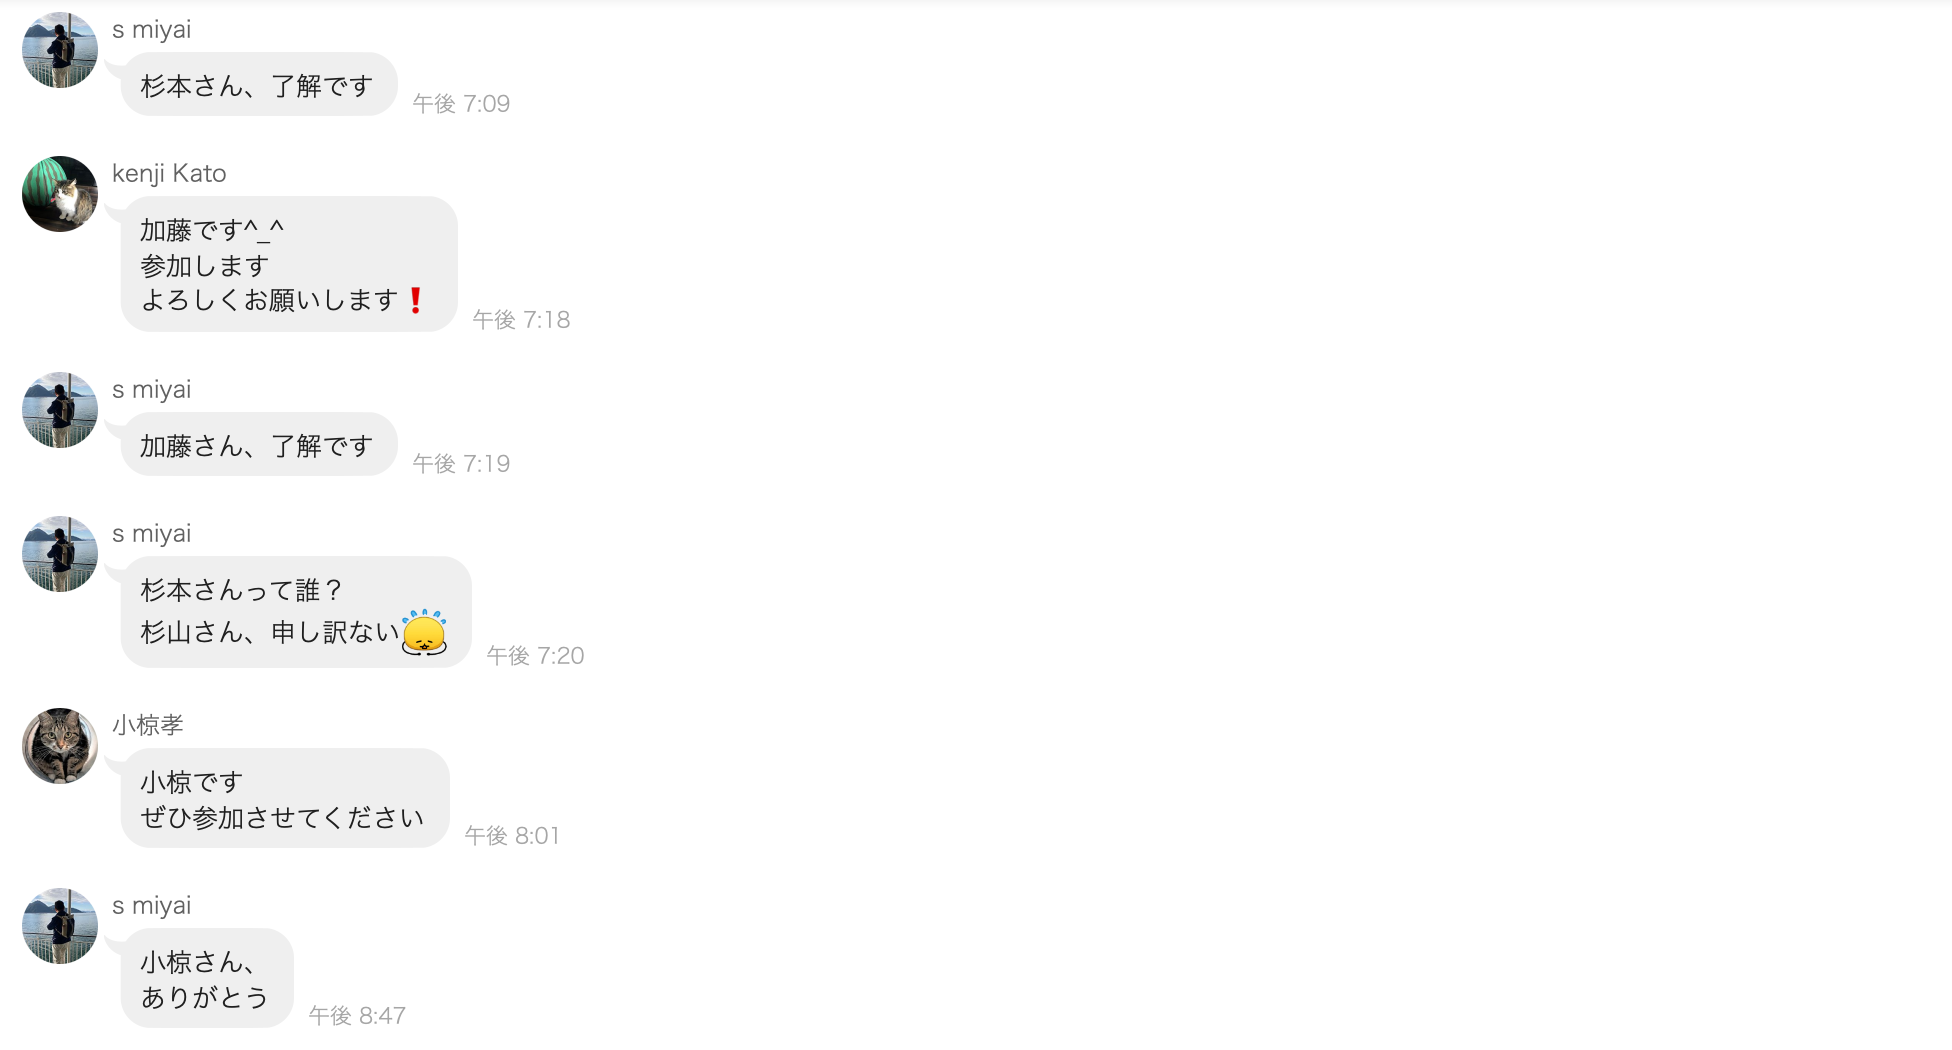 s miyai
杉本さん、了解です
午後 7:09
kenji Kato
加藤です^_^
参加します
よろしくお願いします❗
午後 7:18
s miyai
加藤さん、了解です
午後 7:19
s miyai
杉本さんって誰？
杉山さん、申し訳ない
午後 7:20
小椋孝
小椋です
ぜひ参加させてください
午後 8:01
s miyai
小椋さん、
ありがとう
午後 8:47